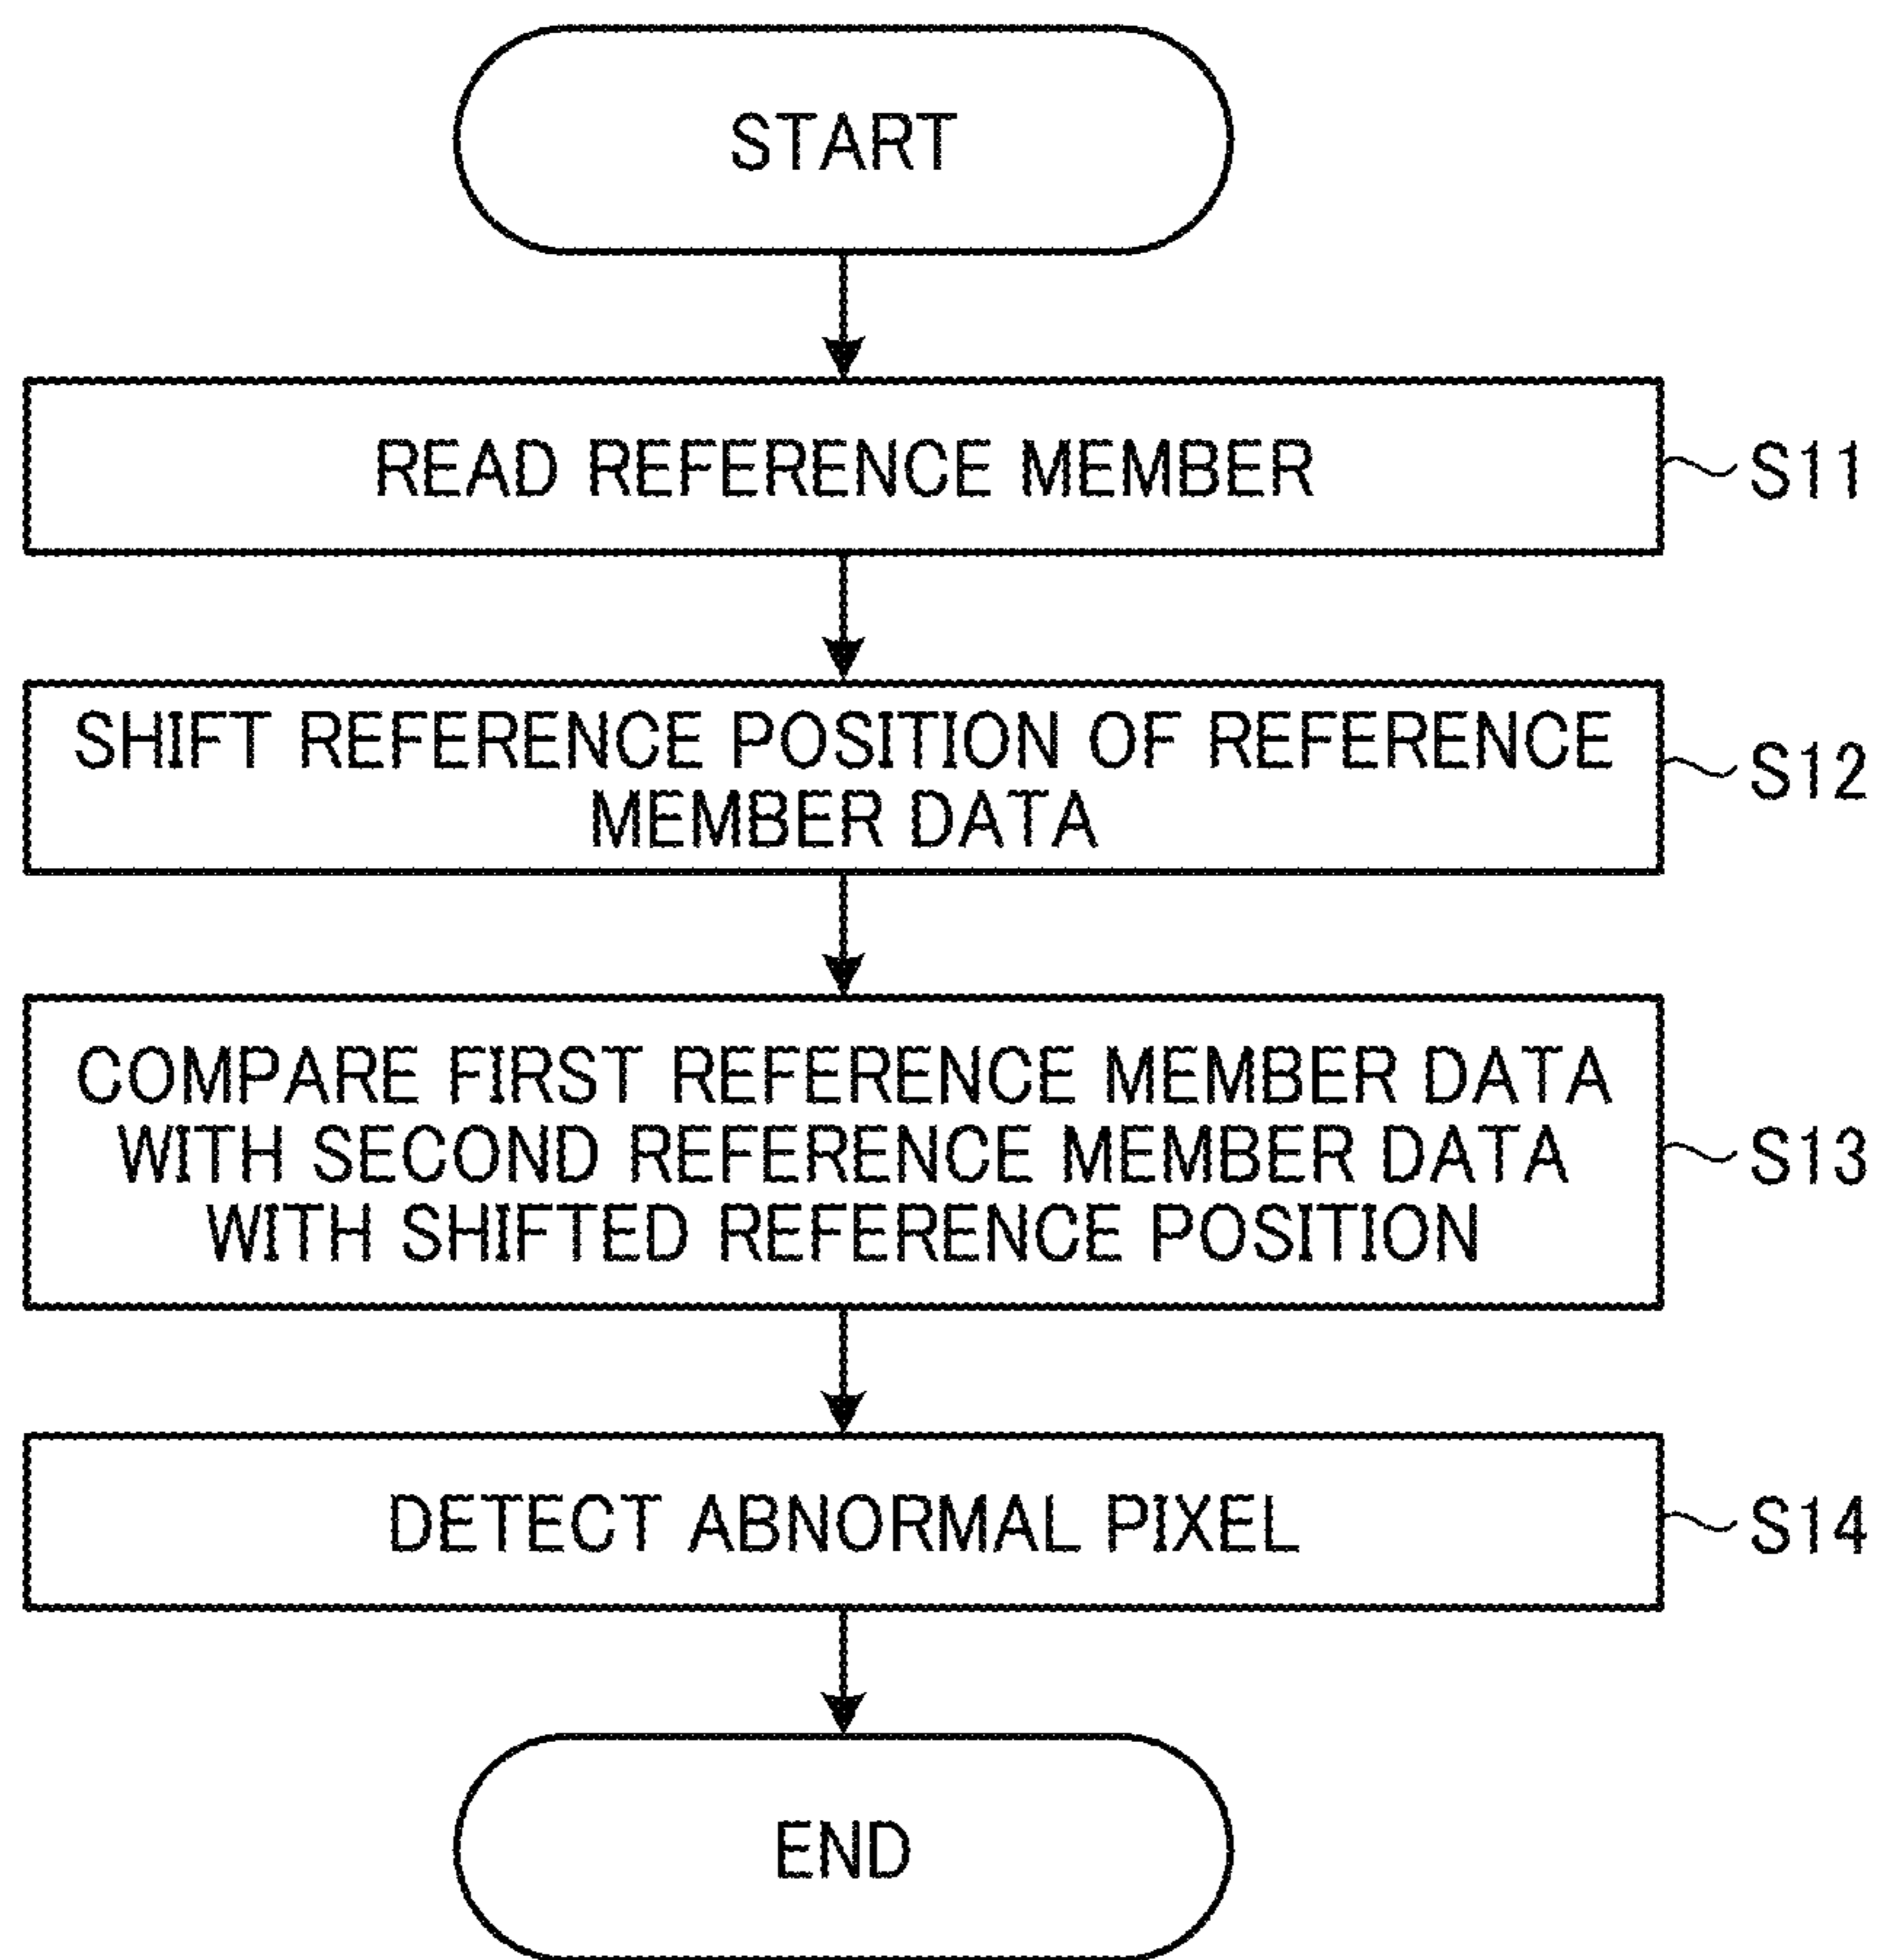 START
READ REFERENCE MEMBER
S11
SHIFT REFERENCE POSITION OF REFERENCE
MEMBER DATA
S12
COMPARE FIRST REFERENCE MEMBER DATA
WITH SECOND REFERENCE MEMBER DATA
WITH SHIFTED REFERENCE POSITION
S13
DETECT ABNORMAL PIXEL
S14
END